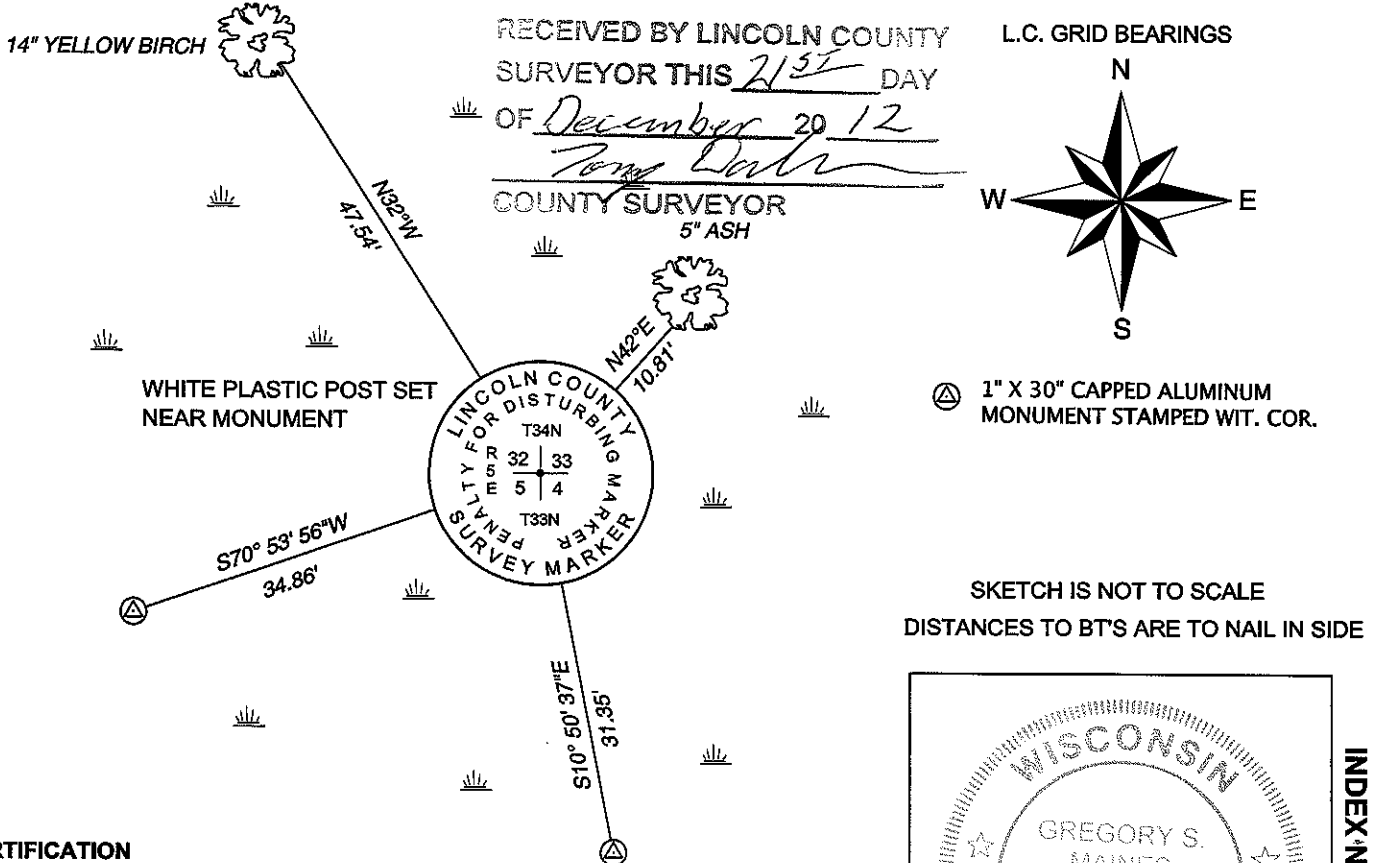 14" YELLOW BIRCH
RECEIVED BY LINCOLN COUNTY
SURVEYOR THIS 21ST DAY
OF December 20 12
Tony Dallman
COUNTY SURVEYOR
L.C. GRID BEARINGS
N
W E
S
N32°W
47.54'
5" ASH
N42°E
10.81'
WHITE PLASTIC POST SET
NEAR MONUMENT
1" X 30" CAPPED ALUMINUM
MONUMENT STAMPED WIT. COR.
LINCOLN COUNTY
SURVEY MARKER
PENALTY FOR DISTURBING MARKER
T34N
R5E
32 33
5 4
T33N
S70° 53' 56"W
34.86'
S10° 50' 37"E
31.35'
SKETCH IS NOT TO SCALE
DISTANCES TO BT'S ARE TO NAIL IN SIDE
WISCONSIN
GREGORY S.
MAINES
INDEX N
RTIFICATION